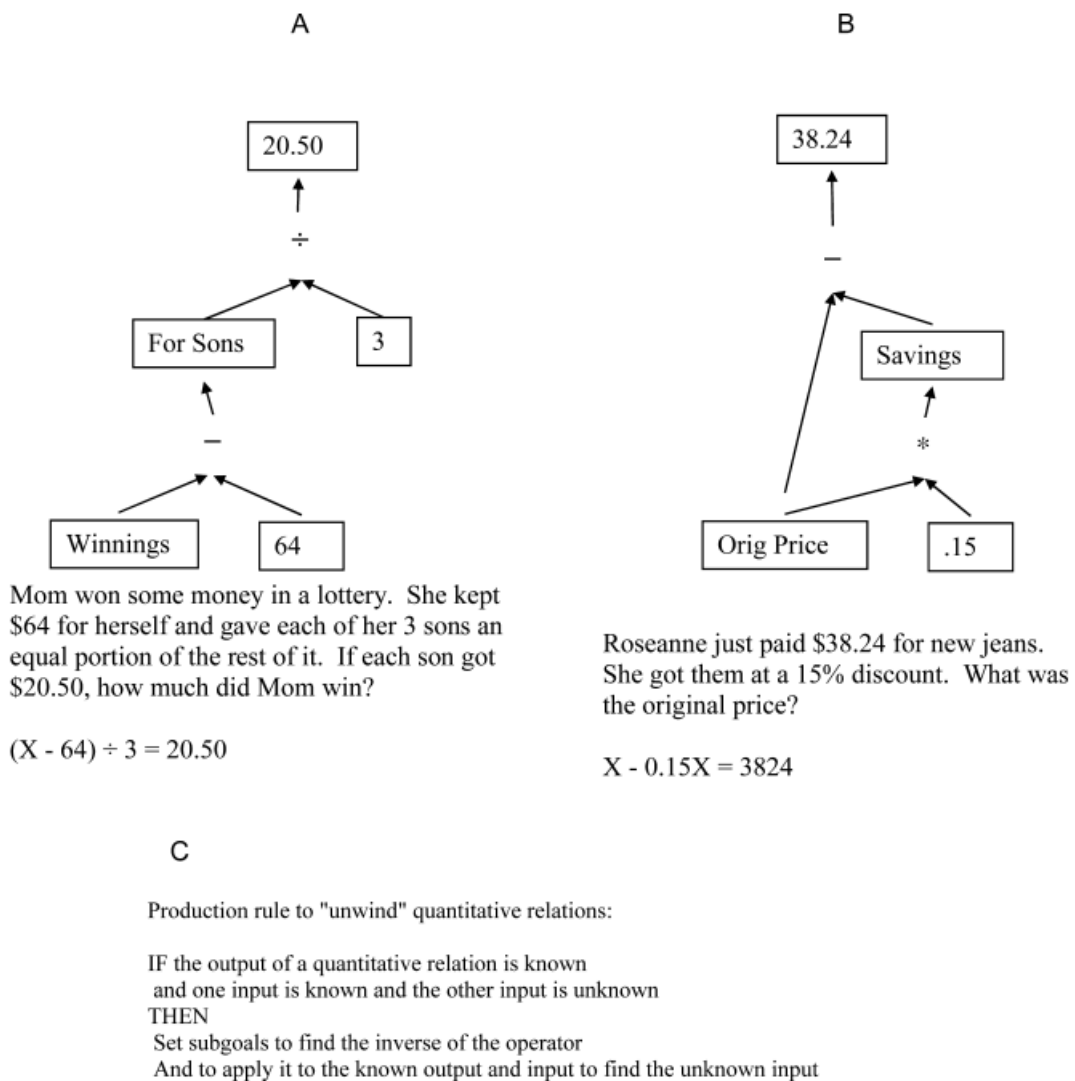 A
20.50
÷
For Sons
3
–
Winnings
64
Mom won some money in a lottery. She kept
$64 for herself and gave each of her 3 sons an
equal portion of the rest of it. If each son got
$20.50, how much did Mom win?
(X - 64) ÷ 3 = 20.50
B
38.24
–
Savings
*
Orig Price
.15
Roseanne just paid $38.24 for new jeans.
She got them at a 15% discount. What was
the original price?
X - 0.15X = 3824
C
Production rule to "unwind" quantitative relations:
IF the output of a quantitative relation is known
and one input is known and the other input is unknown
THEN
Set subgoals to find the inverse of the operator
And to apply it to the known output and input to find the unknown input